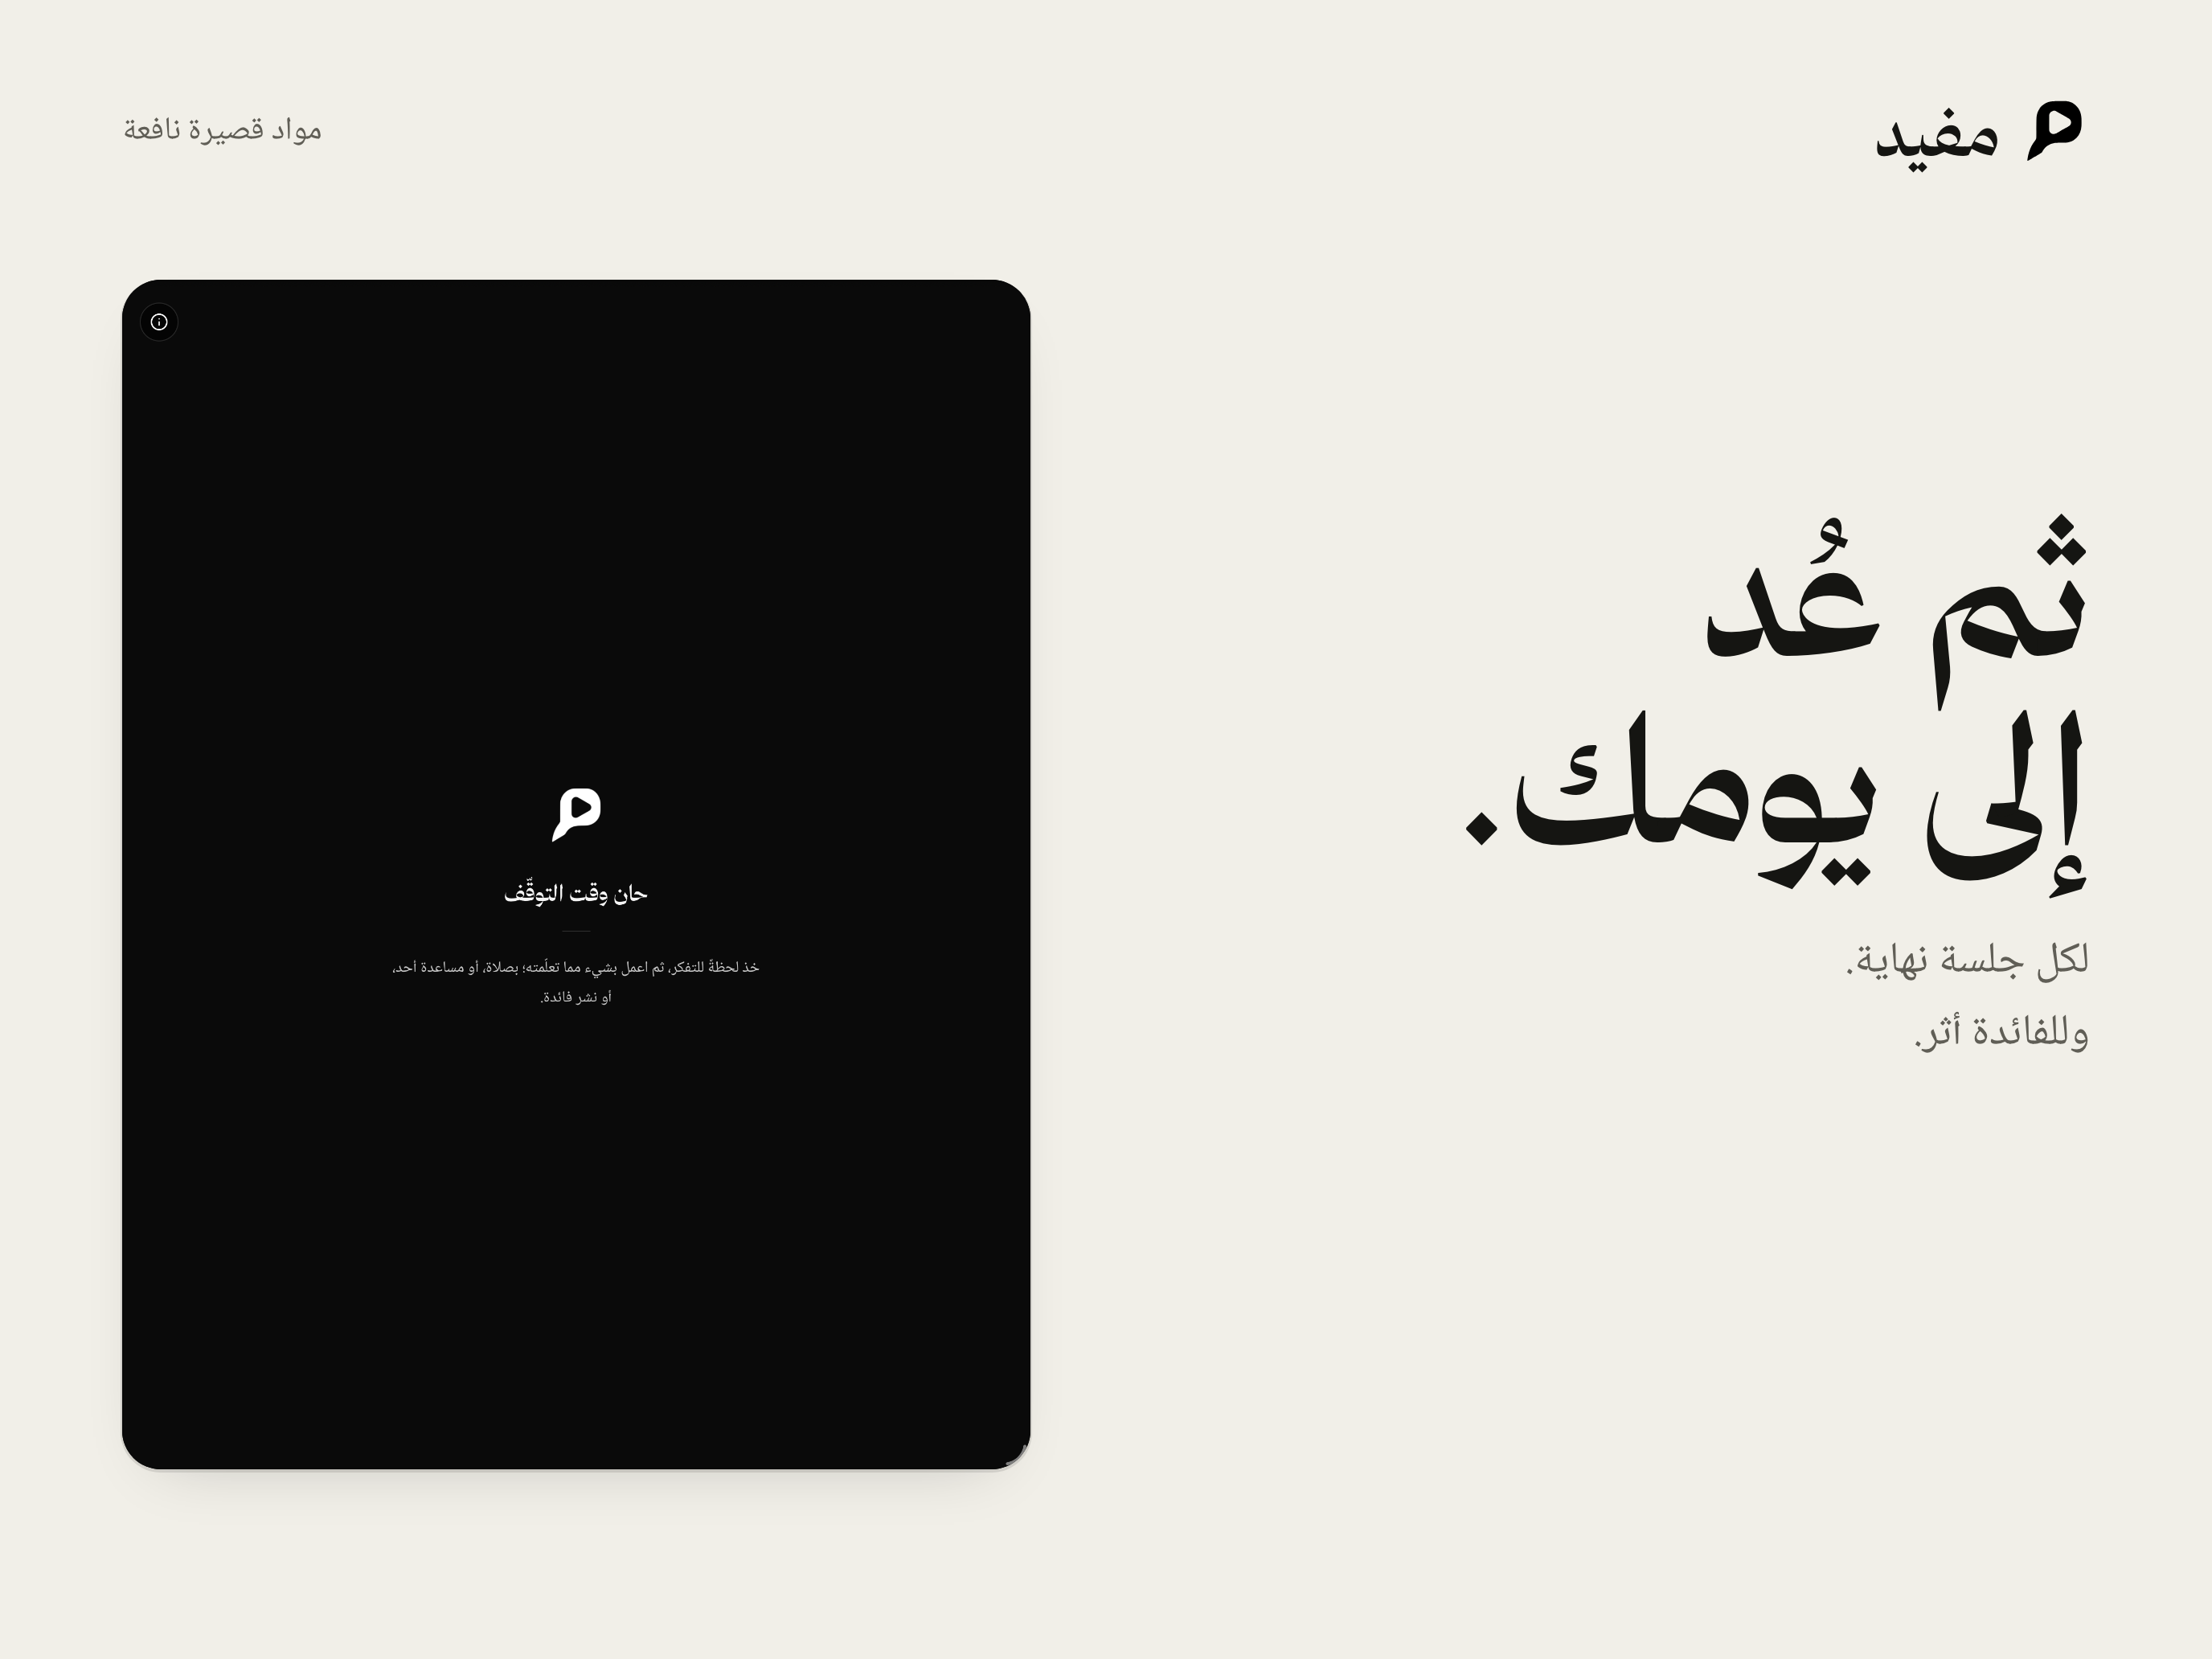 مفيد
مواد قصيرة نافعة
ثم عُد
إلى يومك.
لكل جلسة نهاية.
وللفائدة أثر.
حان وقت التوقّف
خذ لحظةً للتفكر، ثم اعمل بشيء مما تعلّمته؛ بصلاة، أو مساعدة أحد،
أو نشر فائدة.